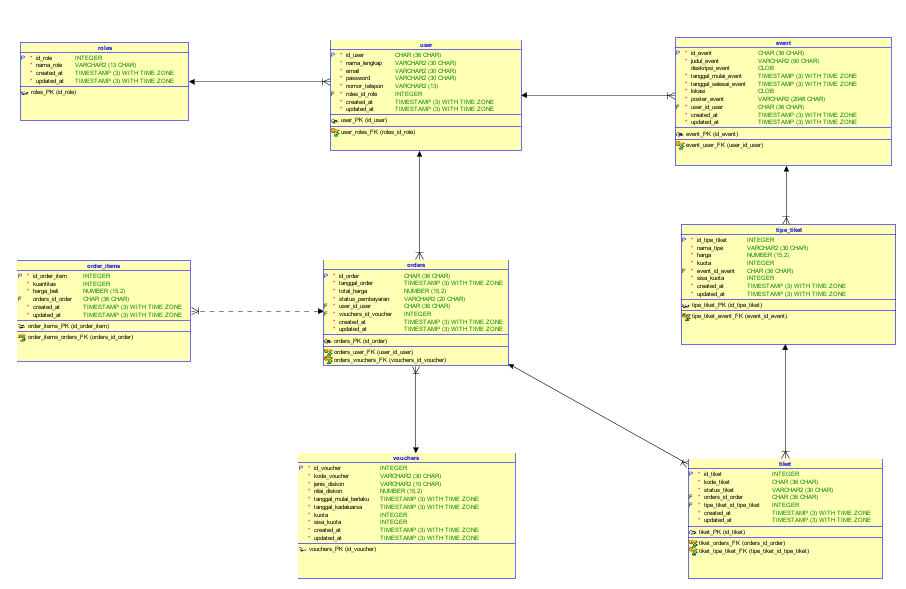 roles
P * id_role INTEGER
* nama_role VARCHAR2 (13 CHAR)
* created_at TIMESTAMP (3) WITH TIME ZONE
* updated_at TIMESTAMP (3) WITH TIME ZONE
roles_PK (id_role)
user
P * id_user CHAR (36 CHAR)
* nama_lengkap VARCHAR2 (30 CHAR)
* email VARCHAR2 (30 CHAR)
* password VARCHAR2 (30 CHAR)
* nomor_telepon VARCHAR2 (13)
F * roles_id_role INTEGER
* created_at TIMESTAMP (3) WITH TIME ZONE
* updated_at TIMESTAMP (3) WITH TIME ZONE
user_PK (id_user)
user_roles_FK (roles_id_role)
event
P * id_event CHAR (36 CHAR)
* judul_event VARCHAR2 (50 CHAR)
deskripsi_event CLOB
* tanggal_mulai_event TIMESTAMP (3) WITH TIME ZONE
* tanggal_selesai_event TIMESTAMP (3) WITH TIME ZONE
* lokasi CLOB
* poster_event VARCHAR2 (2048 CHAR)
F * user_id_user CHAR (36 CHAR)
* created_at TIMESTAMP (3) WITH TIME ZONE
* updated_at TIMESTAMP (3) WITH TIME ZONE
event_PK (id_event)
event_user_FK (user_id_user)
order_items
P * id_order_item INTEGER
* kuantitas INTEGER
* harga_beli NUMBER (15,2)
F orders_id_order CHAR (36 CHAR)
* created_at TIMESTAMP (3) WITH TIME ZONE
* updated_at TIMESTAMP (3) WITH TIME ZONE
order_items_PK (id_order_item)
order_items_orders_FK (orders_id_order)
orders
P * id_order CHAR (36 CHAR)
* tanggal_order TIMESTAMP (3) WITH TIME ZONE
* total_harga NUMBER (15,2)
* status_pembayaran VARCHAR2 (20 CHAR)
F * user_id_user CHAR (36 CHAR)
F * vouchers_id_voucher INTEGER
* created_at TIMESTAMP (3) WITH TIME ZONE
* updated_at TIMESTAMP (3) WITH TIME ZONE
orders_PK (id_order)
orders_user_FK (user_id_user)
orders_vouchers_FK (vouchers_id_voucher)
tipe_tiket
P * id_tipe_tiket INTEGER
* nama_tipe VARCHAR2 (30 CHAR)
* harga NUMBER (15,2)
* kuota INTEGER
F * event_id_event CHAR (36 CHAR)
* sisa_kuota INTEGER
* created_at TIMESTAMP (3) WITH TIME ZONE
* updated_at TIMESTAMP (3) WITH TIME ZONE
tipe_tiket_PK (id_tipe_tiket)
tipe_tiket_event_FK (event_id_event)
vouchers
P * id_voucher INTEGER
* kode_voucher VARCHAR2 (30 CHAR)
* jenis_diskon VARCHAR2 (10 CHAR)
* nilai_diskon NUMBER (15,2)
* tanggal_mulai_berlaku TIMESTAMP (3) WITH TIME ZONE
* tanggal_kedaluarsa TIMESTAMP (3) WITH TIME ZONE
* kuota INTEGER
* sisa_kuota INTEGER
* created_at TIMESTAMP (3) WITH TIME ZONE
* updated_at TIMESTAMP (3) WITH TIME ZONE
vouchers_PK (id_voucher)
tiket
P * id_tiket INTEGER
* kode_tiket CHAR (36 CHAR)
* status_tiket VARCHAR2 (30 CHAR)
F * orders_id_order CHAR (36 CHAR)
F * tipe_tiket_id_tipe_tiket INTEGER
* created_at TIMESTAMP (3) WITH TIME ZONE
* updated_at TIMESTAMP (3) WITH TIME ZONE
tiket_PK (id_tiket)
tiket_orders_FK (orders_id_order)
tiket_tipe_tiket_FK (tipe_tiket_id_tipe_tiket)